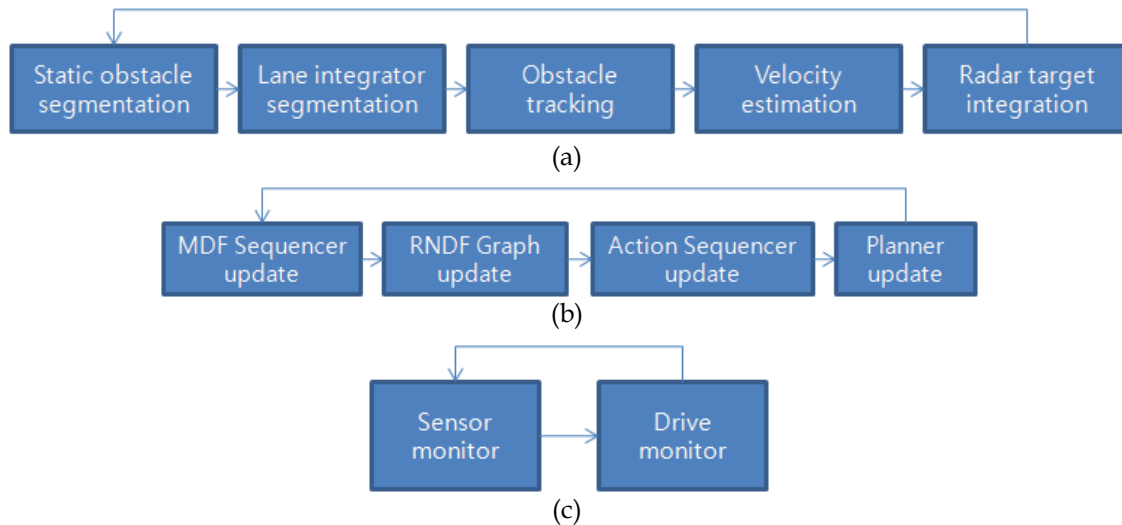 Static obstacle
segmentation
Lane integrator
segmentation
Obstacle
tracking
Velocity
estimation
Radar target
integration
(a)
MDF Sequencer
update
RNDF Graph
update
Action Sequencer
update
Planner
update
(b)
Sensor
monitor
Drive
monitor
(c)